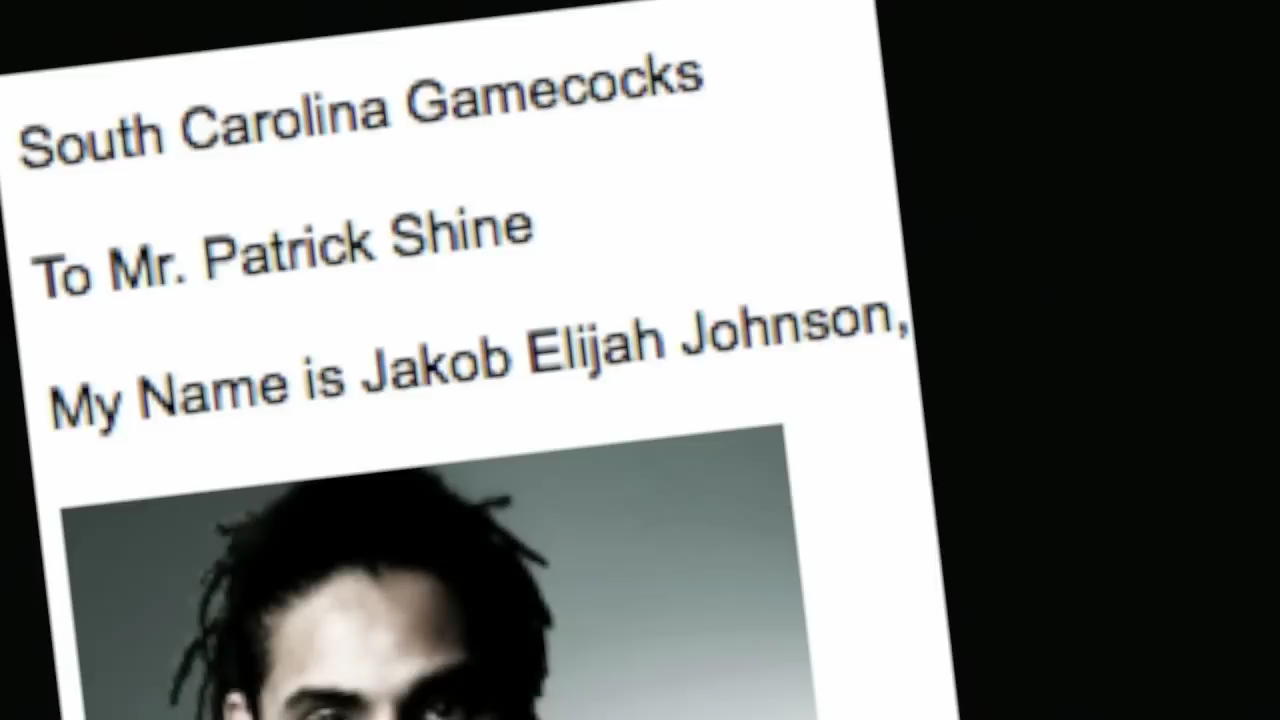 South Carolina Gamecocks
To Mr. Patrick Shine
My Name is Jakob Elijah Johnson,